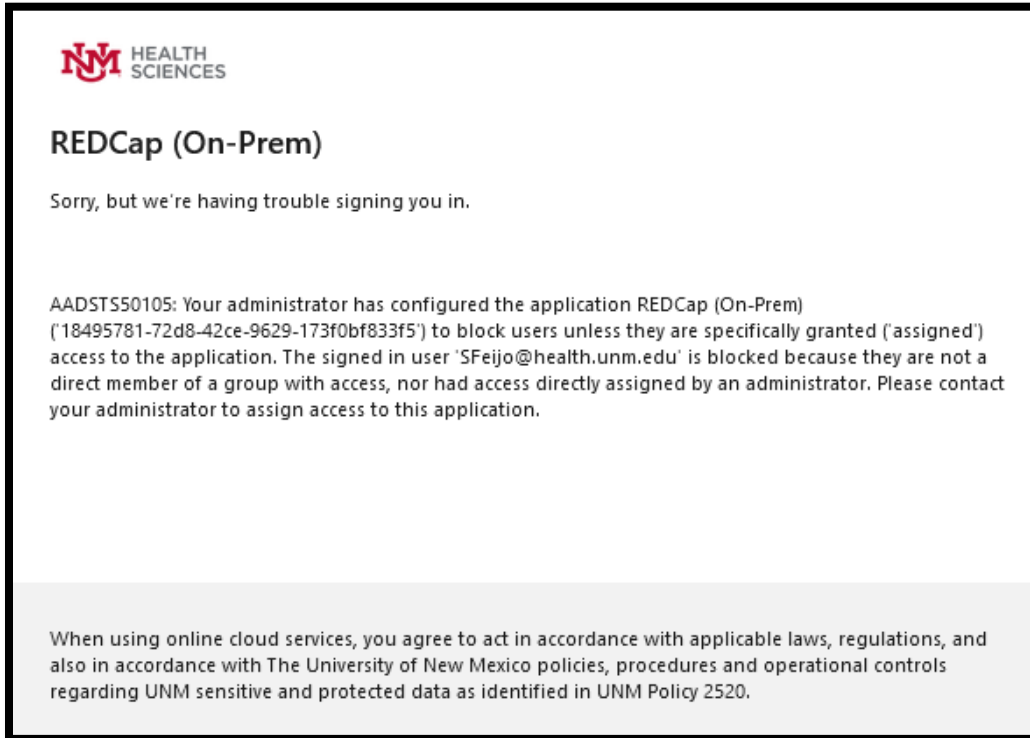 UNM HEALTH
SCIENCES
REDCap (On-Prem)
Sorry, but we're having trouble signing you in.
AADSTS50105: Your administrator has configured the application REDCap (On-Prem)
('18495781-72d8-42ce-9629-173f0bf833f5') to block users unless they are specifically granted ('assigned')
access to the application. The signed in user 'SFeijo@health.unm.edu' is blocked because they are not a
direct member of a group with access, nor had access directly assigned by an administrator. Please contact
your administrator to assign access to this application.
When using online cloud services, you agree to act in accordance with applicable laws, regulations, and
also in accordance with The University of New Mexico policies, procedures and operational controls
regarding UNM sensitive and protected data as identified in UNM Policy 2520.